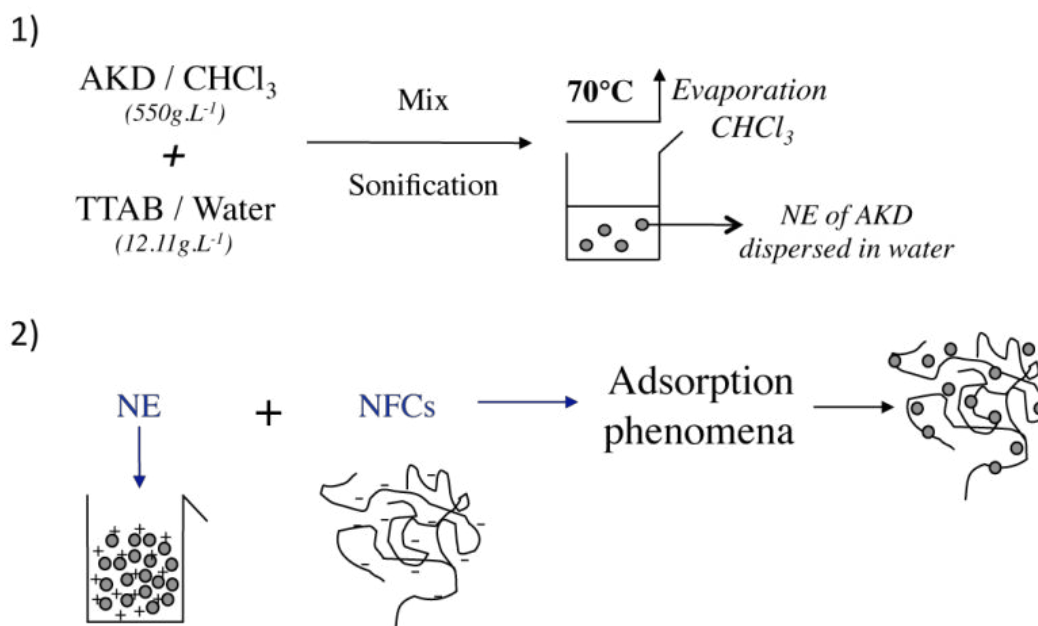 1)
AKD / CHCl₃
(550g.L⁻¹)
+
TTAB / Water
(12.11g.L⁻¹)
Mix
Sonification
70°C
Evaporation
CHCl₃
NE of AKD
dispersed in water
2)
NE
+
NFCs
Adsorption
phenomena